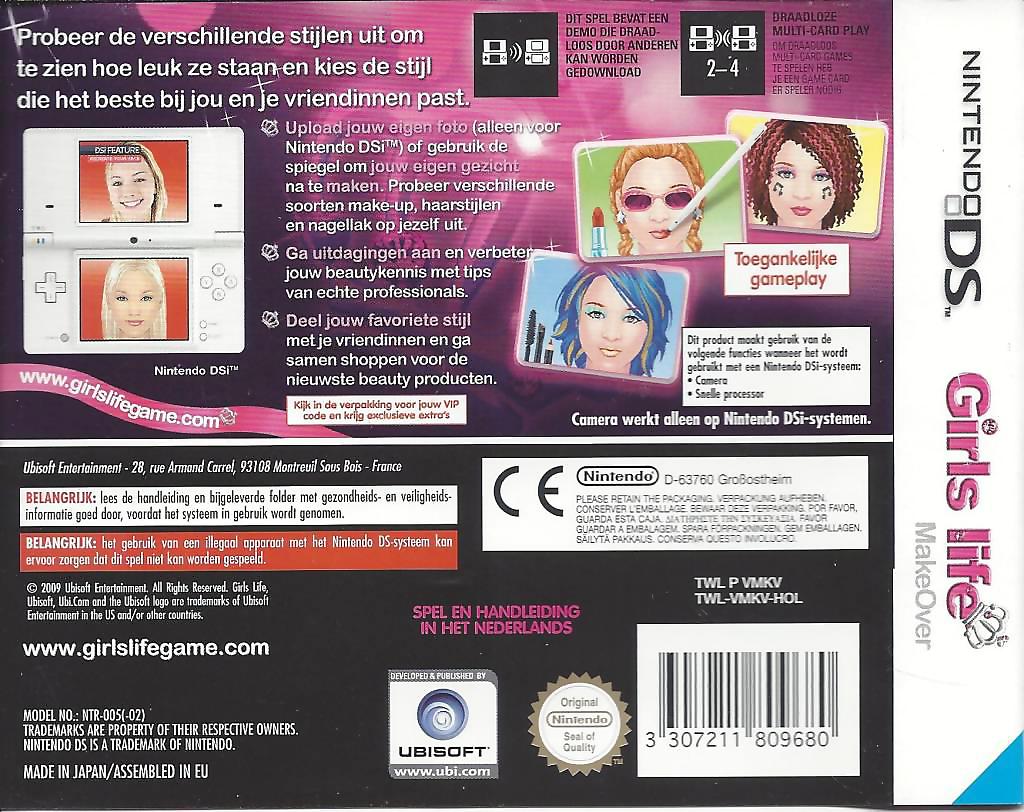 Probeer de verschillende stijlen uit om
te zien hoe leuk ze staan en kies de stijl
die het beste bij jou en je vriendinnen past.
DIT SPEL BEVAT EEN
DEMO DIE DRAAD-
LOOS DOOR ANDEREN
KAN WORDEN
GEDOWNLOAD
2–4
DRAADLOZE
MULTI-CARD PLAY
OM DRAADLOOS
MULTI-CARD GAMES
TE SPELEN HEB
JE EEN GAME CARD
ER SPELER NODIG
DSi FEATURE
RECREATE YOUR FACE
Nintendo DSi™
Upload jouw eigen foto (alleen voor
Nintendo DSi™) of gebruik de
spiegel om jouw eigen gezicht
na te maken. Probeer verschillende
soorten make-up, haarstijlen
en nagellak op jezelf uit.
Ga uitdagingen aan en verbeter
jouw beautykennis met tips
van echte professionals.
Deel jouw favoriete stijl
met je vriendinnen en ga
samen shoppen voor de
nieuwste beauty producten.
Kijk in de verpakking voor jouw VIP
code en krijg exclusieve extra's
www.girlslifegame.com
Toegankelijke
gameplay
Dit product maakt gebruik van de
volgende functies wanneer het wordt
gebruikt met een Nintendo DSi-systeem:
• Camera
• Snelle processor
Camera werkt alleen op Nintendo DSi-systemen.
Ubisoft Entertainment - 28, rue Armand Carrel, 93108 Montreuil Sous Bois - France
BELANGRIJK: lees de handleiding en bijgeleverde folder met gezondheids- en veiligheids-
informatie goed door, voordat het systeem in gebruik wordt genomen.
BELANGRIJK: het gebruik van een illegaal apparaat met het Nintendo DS-systeem kan
ervoor zorgen dat dit spel niet kan worden gespeeld.
© 2009 Ubisoft Entertainment. All Rights Reserved. Girls Life,
Ubisoft, Ubi.Com and the Ubisoft logo are trademarks of Ubisoft
Entertainment in the US and/or other countries.
www.girlslifegame.com
MODEL NO.: NTR-005(-02)
TRADEMARKS ARE PROPERTY OF THEIR RESPECTIVE OWNERS.
NINTENDO DS IS A TRADEMARK OF NINTENDO.
MADE IN JAPAN/ASSEMBLED IN EU
CE
Nintendo D-63760 Großostheim
PLEASE RETAIN THE PACKAGING. VERPACKUNG AUFHEBEN.
CONSERVER L'EMBALLAGE. BEWAAR DEZE VERPAKKING. POR FAVOR,
GUARDA ESTA CAJA. ΔΙΑΤΗΡΗΣΤΕ ΤΗΝ ΣΥΣΚΕΥΑΣΙΑ. FAVOR
GUARDAR A EMBALAGEM. SPARA FÖRPACKNINGEN. GEM EMBALLAGEN.
SÄILYTÄ PAKKAUS. CONSERVA QUESTO INVOLUCRO.
TWL P VMKV
TWL-VMKV-HOL
SPEL EN HANDLEIDING
IN HET NEDERLANDS
DEVELOPED & PUBLISHED BY
UBISOFT
www.ubi.com
Original
Nintendo
Seal of
Quality
TM
3 307211 809680
NINTENDO DS™
Girls life
MakeOver